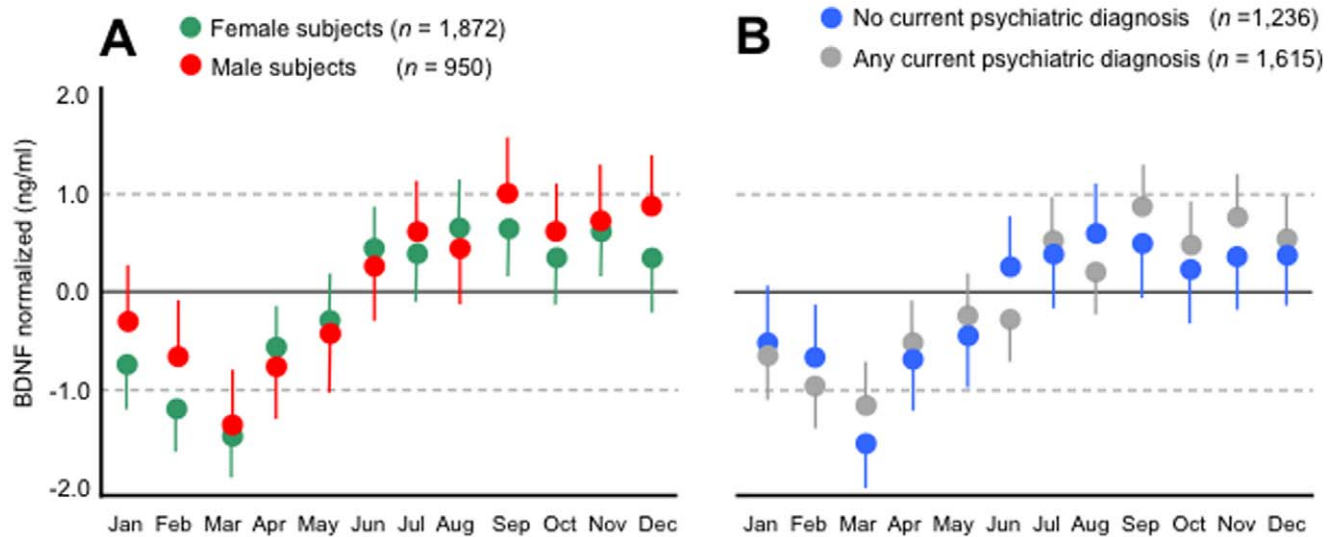 A
Female subjects (n = 1,872)
Male subjects (n = 950)
BDNF normalized (ng/ml)
2.0
1.0
0.0
-1.0
-2.0
Jan Feb Mar Apr May Jun Jul Aug Sep Oct Nov Dec
B
No current psychiatric diagnosis (n =1,236)
Any current psychiatric diagnosis (n = 1,615)
Jan Feb Mar Apr May Jun Jul Aug Sep Oct Nov Dec